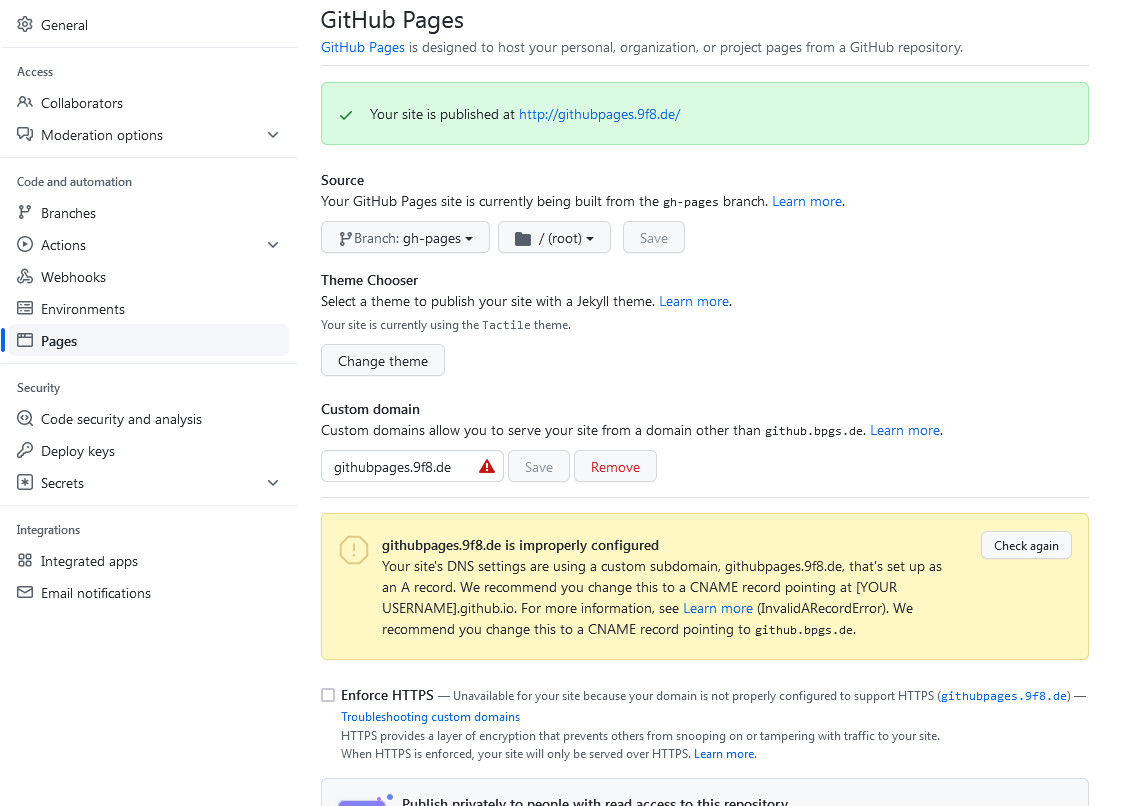 General
Access
Collaborators
Moderation options
Code and automation
Branches
Actions
Webhooks
Environments
Pages
Security
Code security and analysis
Deploy keys
Secrets
Integrations
Integrated apps
Email notifications
GitHub Pages
GitHub Pages is designed to host your personal, organization, or project pages from a GitHub repository.
Your site is published at http://githubpages.9f8.de/
Source
Your GitHub Pages site is currently being built from the gh-pages branch. Learn more.
Branch: gh-pages / (root) Save
Theme Chooser
Select a theme to publish your site with a Jekyll theme. Learn more.
Your site is currently using the Tactile theme.
Change theme
Custom domain
Custom domains allow you to serve your site from a domain other than github.bpgs.de. Learn more.
githubpages.9f8.de Save Remove
githubpages.9f8.de is improperly configured Check again
Your site's DNS settings are using a custom subdomain, githubpages.9f8.de, that's set up as
an A record. We recommend you change this to a CNAME record pointing at [YOUR
USERNAME].github.io. For more information, see Learn more (InvalidARecordError). We
recommend you change this to a CNAME record pointing to github.bpgs.de.
Enforce HTTPS — Unavailable for your site because your domain is not properly configured to support HTTPS (githubpages.9f8.de) —
Troubleshooting custom domains
HTTPS provides a layer of encryption that prevents others from snooping on or tampering with traffic to your site.
When HTTPS is enforced, your site will only be served over HTTPS. Learn more.
Publish privately to people with read access to this repository